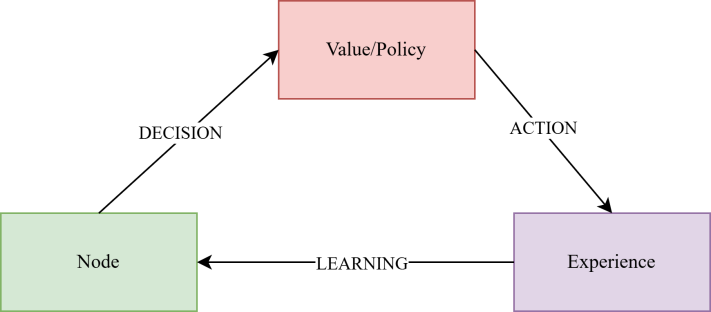 Value/Policy
DECISION
ACTION
Node
LEARNING
Experience